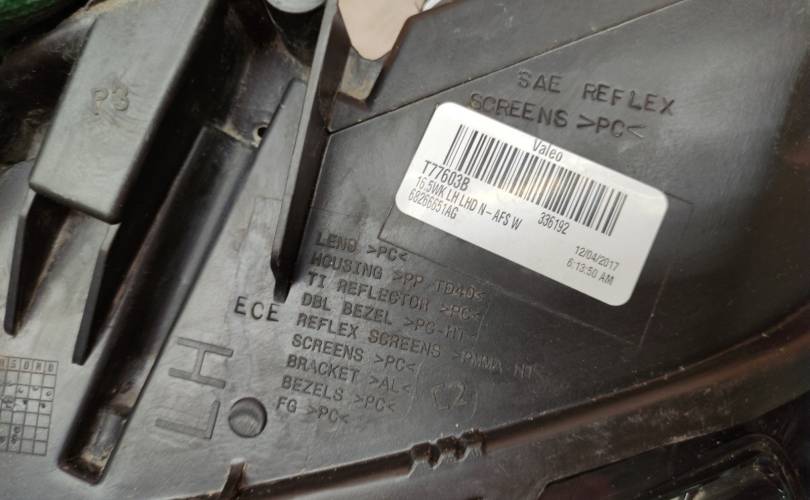 P3
SAE REFLEX
SCREENS >PC<
Valeo
T77603B
16.5WK LH LHD N-AFS W
336192
68266651AG
12/04/2017
6:13:50 AM
LENS >PC<
HOUSING >PP TD40<
TI REFLECTOR >PC<
DBL BEZEL >PC-HT<
ECE
REFLEX SCREENS >PMMA HT<
SCREENS >PC<
BRACKET >AL<
BEZELS >PC<
FG >PC<
LH